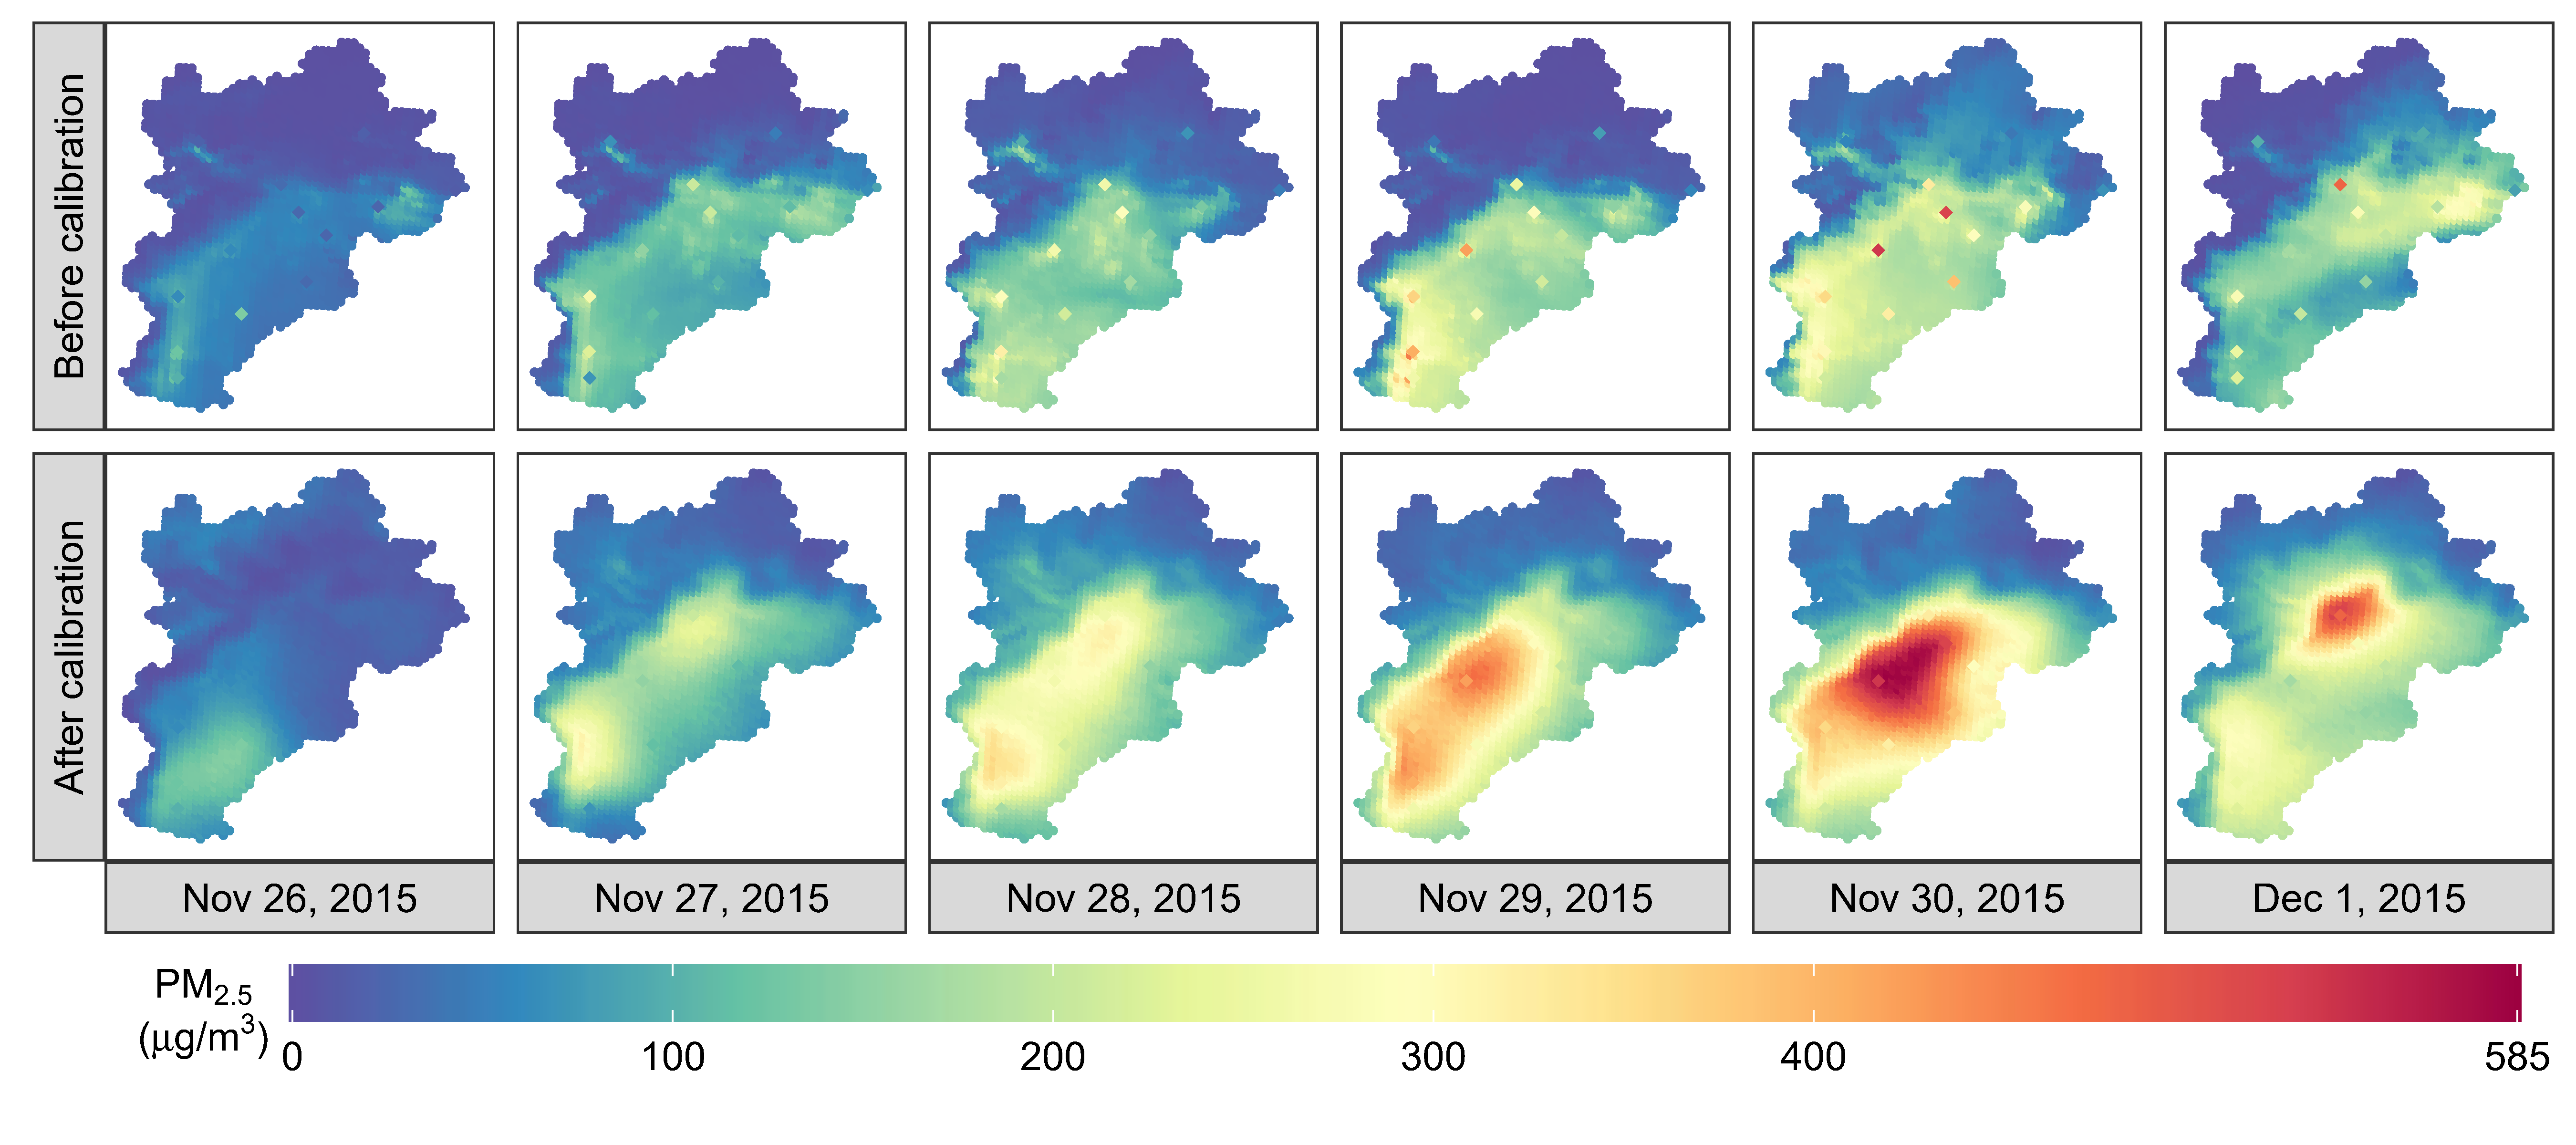 Before calibration
After calibration
Nov 26, 2015
Nov 27, 2015
Nov 28, 2015
Nov 29, 2015
Nov 30, 2015
Dec 1, 2015
PM2.5
(μg/m³)
0
100
200
300
400
585